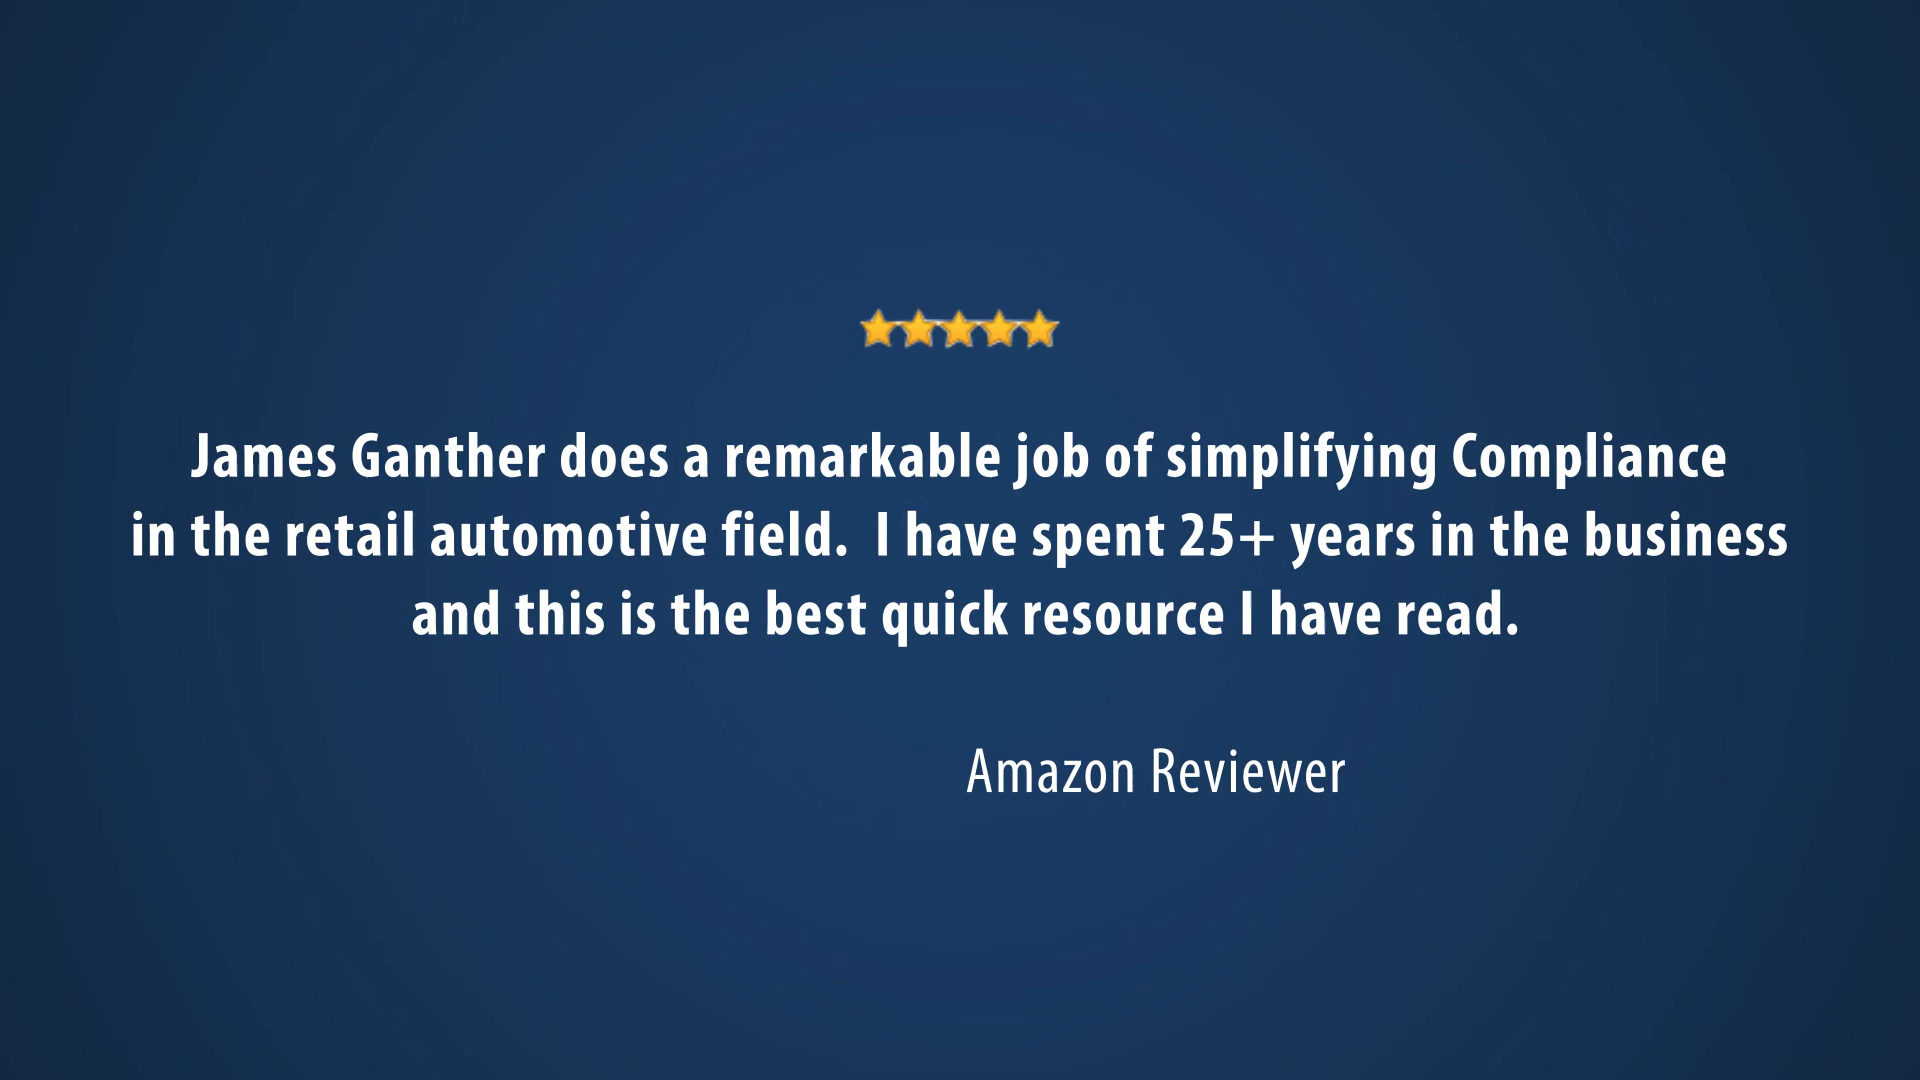 James Ganther does a remarkable job of simplifying Compliance
in the retail automotive field.  I have spent 25+ years in the business
and this is the best quick resource I have read.
Amazon Reviewer